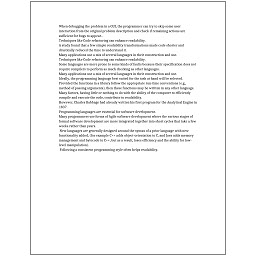 When debugging the problem in a GUI, the programmer can try to skip some user
interaction from the original problem description and check if remaining actions are
sufficient for bugs to appear.
Techniques like Code refactoring can enhance readability.
A study found that a few simple readability transformations made code shorter and
drastically reduced the time to understand it.
Many applications use a mix of several languages in their construction and use.
Techniques like Code refactoring can enhance readability.
Some languages are more prone to some kinds of faults because their specification does not
require compilers to perform as much checking as other languages.
Many applications use a mix of several languages in their construction and use.
Ideally, the programming language best suited for the task at hand will be selected.
Provided the functions in a library follow the appropriate run-time conventions (e.g.,
method of passing arguments), then these functions may be written in any other language.
Many factors, having little or nothing to do with the ability of the computer to efficiently
compile and execute the code, contribute to readability.
However, Charles Babbage had already written his first program for the Analytical Engine in
1837.
Programming languages are essential for software development.
Many programmers use forms of Agile software development where the various stages of
formal software development are more integrated together into short cycles that take a few
weeks rather than years.
New languages are generally designed around the syntax of a prior language with new
functionality added, (for example C++ adds object-orientation to C, and Java adds memory
management and bytecode to C++, but as a result, loses efficiency and the ability for low-
level manipulation).
Following a consistent programming style often helps readability.